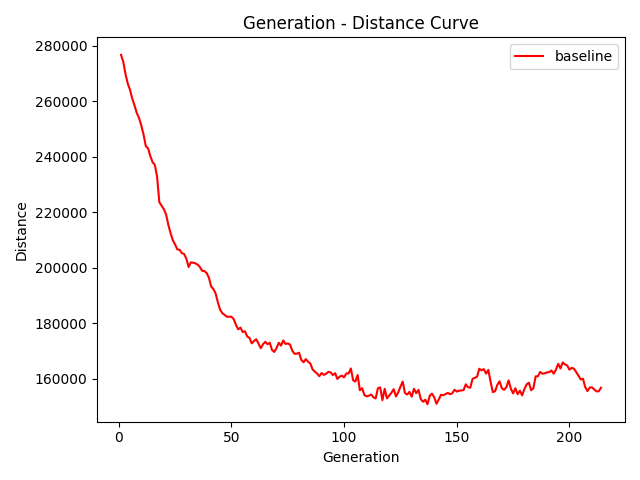 Generation - Distance Curve
baseline
280000
260000
240000
220000
200000
180000
160000
Distance
0 50 100 150 200
Generation